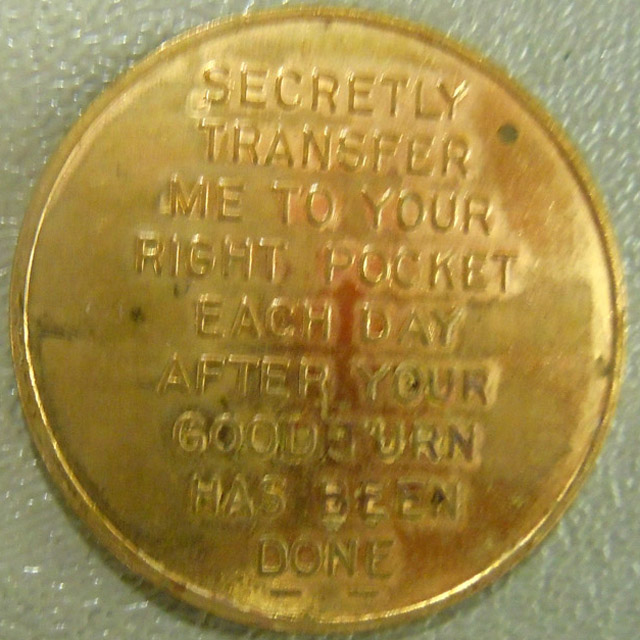 SECRETLY
TRANSFER
ME TO YOUR
RIGHT POCKET
EACH DAY
AFTER YOUR
GOOD TURN
HAS BEEN
DONE